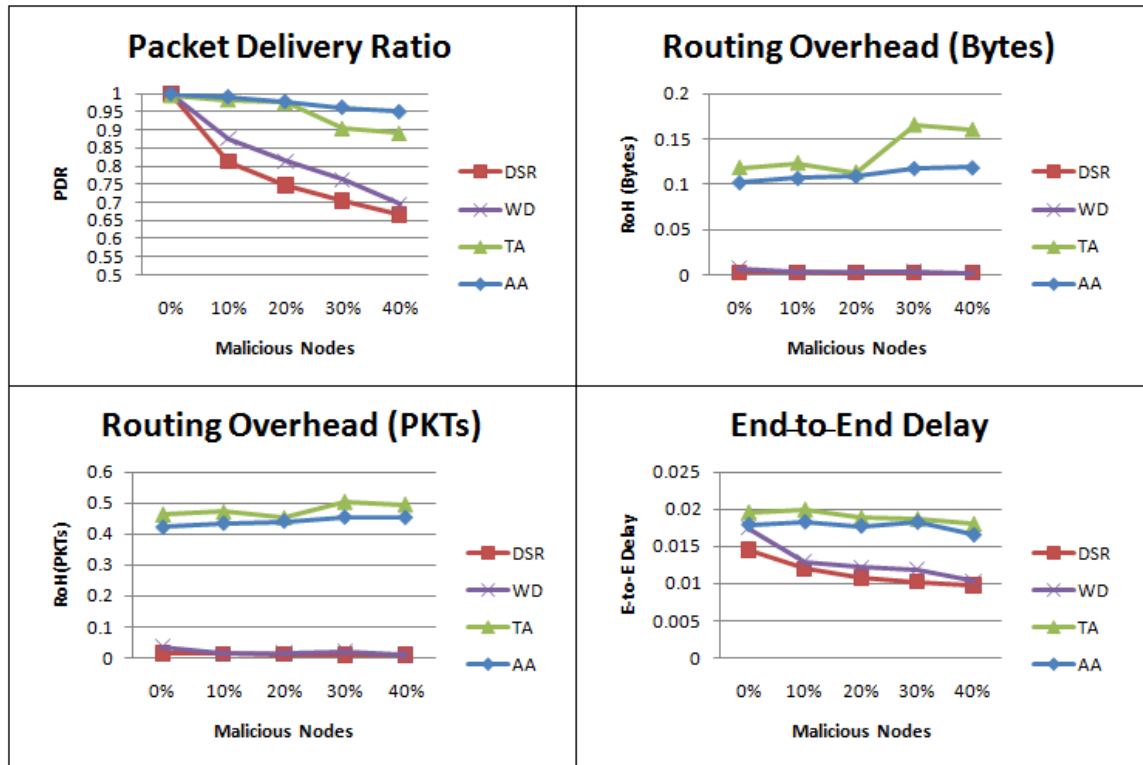 Packet Delivery Ratio
1
0.95
0.9
0.85
0.8
0.75
0.7
0.65
0.6
0.55
0.5
PDR
0% 10% 20% 30% 40%
Malicious Nodes
DSR
WD
TA
AA
Routing Overhead (Bytes)
0.2
0.15
0.1
0.05
0
RoH (Bytes)
0% 10% 20% 30% 40%
Malicious Nodes
DSR
WD
TA
AA
Routing Overhead (PKTs)
0.6
0.5
0.4
0.3
0.2
0.1
0
RoH(PKTs)
0% 10% 20% 30% 40%
Malicious Nodes
DSR
WD
TA
AA
End-to-End Delay
0.025
0.02
0.015
0.01
0.005
0
E-to-E Delay
0% 10% 20% 30% 40%
Malicious Nodes
DSR
WD
TA
AA